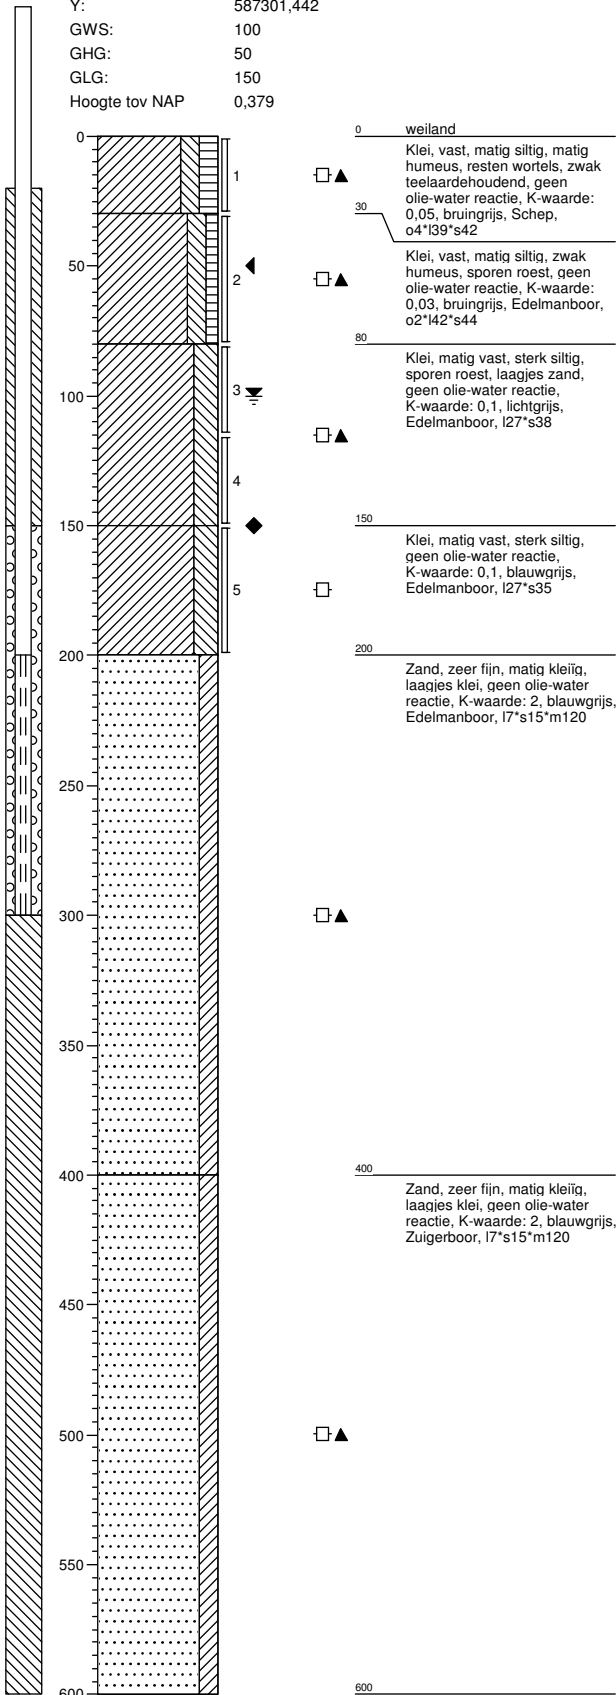 Y: 587301,442
GWS: 100
GHG: 50
GLG: 150
Hoogte tov NAP 0,379
0
50
100
150
200
250
300
350
400
450
500
550
600
1
2
3
4
5
0 weiland
Klei, vast, matig siltig, matig
humeus, resten wortels, zwak
teelaardehoudend, geen
olie-water reactie, K-waarde:
0,05, bruingrijs, Schep,
o4*l39*s42
30
Klei, vast, matig siltig, zwak
humeus, sporen roest, geen
olie-water reactie, K-waarde:
0,03, bruingrijs, Edelmanboor,
o2*l42*s44
80
Klei, matig vast, sterk siltig,
sporen roest, laagjes zand,
geen olie-water reactie,
K-waarde: 0,1, lichtgrijs,
Edelmanboor, l27*s38
150
Klei, matig vast, sterk siltig,
geen olie-water reactie,
K-waarde: 0,1, blauwgrijs,
Edelmanboor, l27*s35
200
Zand, zeer fijn, matig kleiïg,
laagjes klei, geen olie-water
reactie, K-waarde: 2, blauwgrijs,
Edelmanboor, l7*s15*m120
400
Zand, zeer fijn, matig kleiïg,
laagjes klei, geen olie-water
reactie, K-waarde: 2, blauwgrijs,
Zuigerboor, l7*s15*m120
600